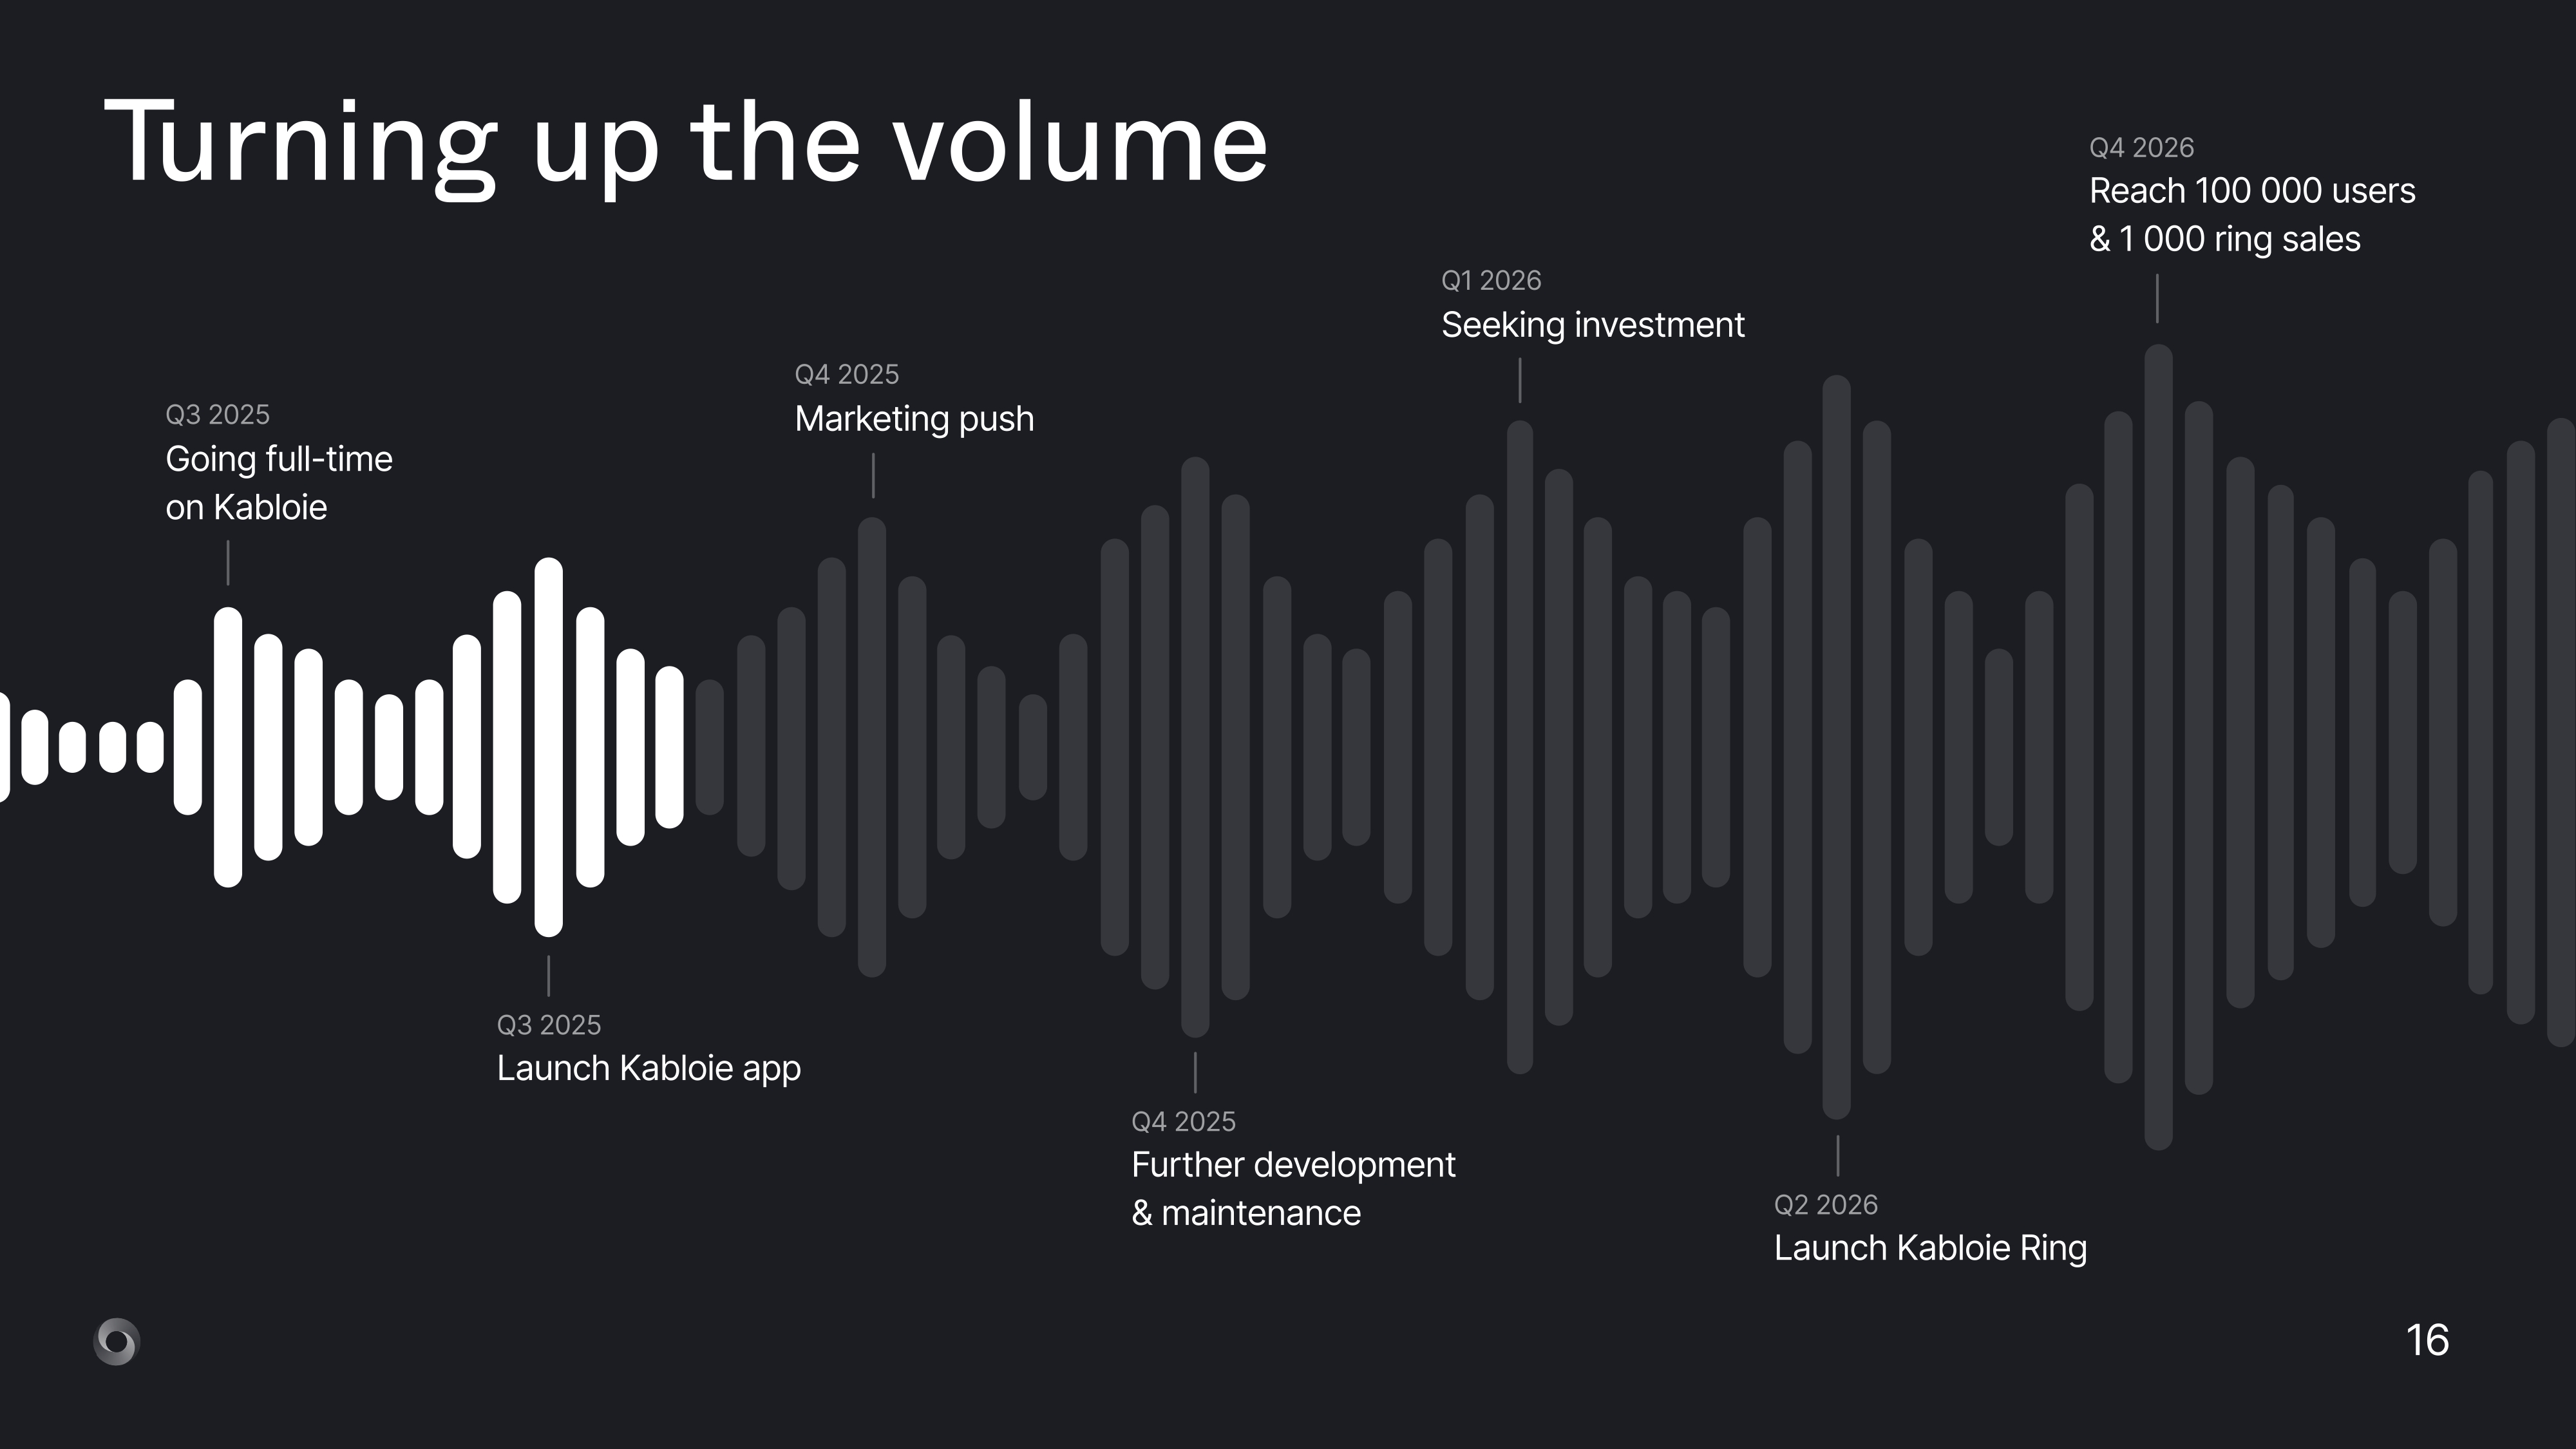 Turning up the volume
Q3 2025
Going full-time
on Kabloie
Q3 2025
Launch Kabloie app
Q4 2025
Marketing push
Q4 2025
Further development
& maintenance
Q1 2026
Seeking investment
Q2 2026
Launch Kabloie Ring
Q4 2026
Reach 100 000 users
& 1 000 ring sales
16